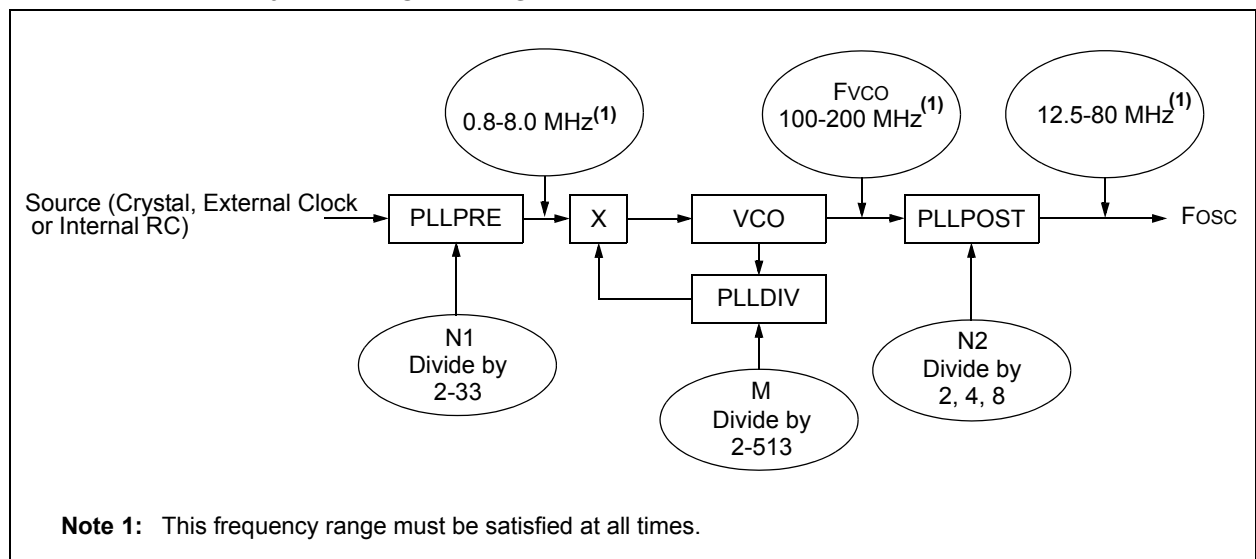 0.8-8.0 MHz(1)
FVCO
100-200 MHz(1)
12.5-80 MHz(1)
Source (Crystal, External Clock
or Internal RC)
PLLPRE
X
VCO
PLLPOST
FOSC
PLLDIV
N1
Divide by
2-33
M
Divide by
2-513
N2
Divide by
2, 4, 8
Note 1: This frequency range must be satisfied at all times.